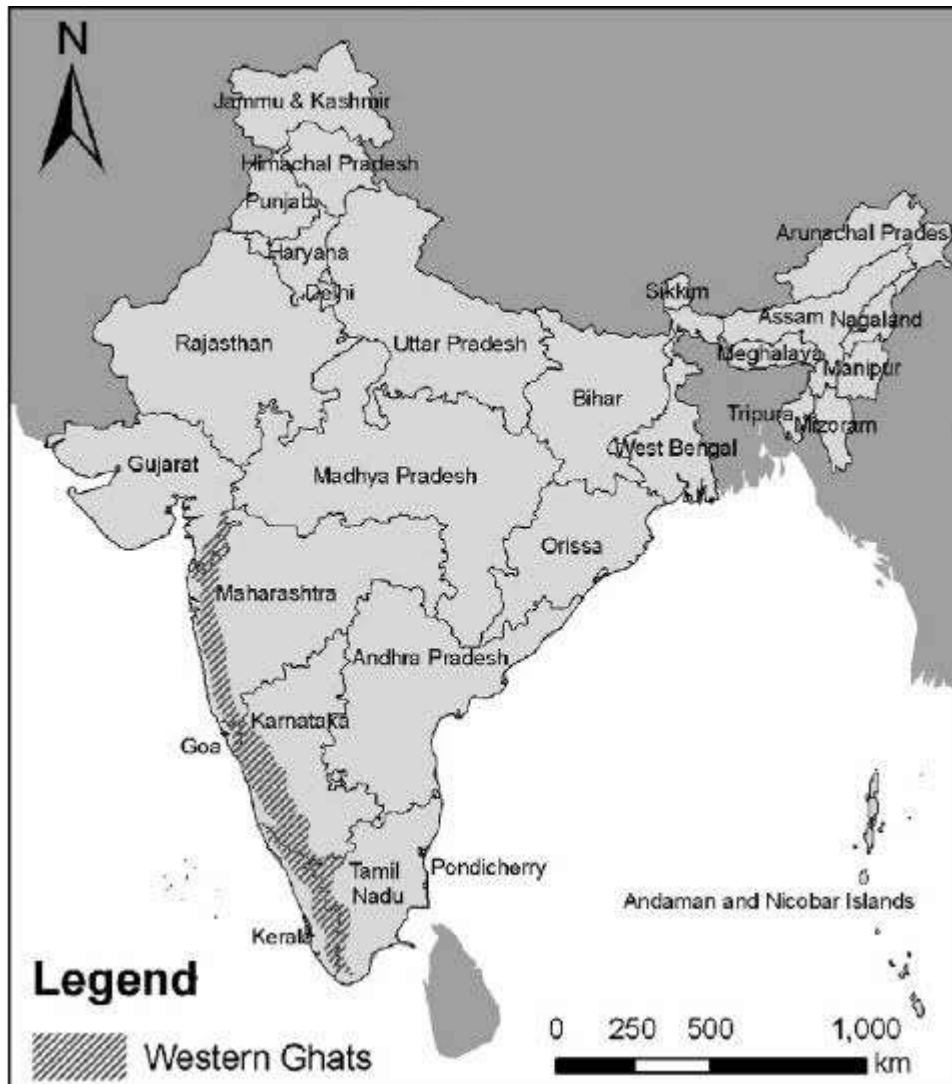 N
Jammu & Kashmir
Himachal Pradesh
Punjab
Haryana
Delhi
Arunachal Prades
Sikkim
Assam
Nagaland
Rajasthan
Uttar Pradesh
Meghalaya
Manipur
Bihar
Tripura
Mizoram
West Bengal
Gujarat
Madhya Pradesh
Orissa
Maharashtra
Andhra Pradesh
Karnataka
Goa
Tamil
Nadu
Pondicherry
Andaman and Nicobar Islands
Kerala
Legend
Western Ghats
0 250 500 1,000
km